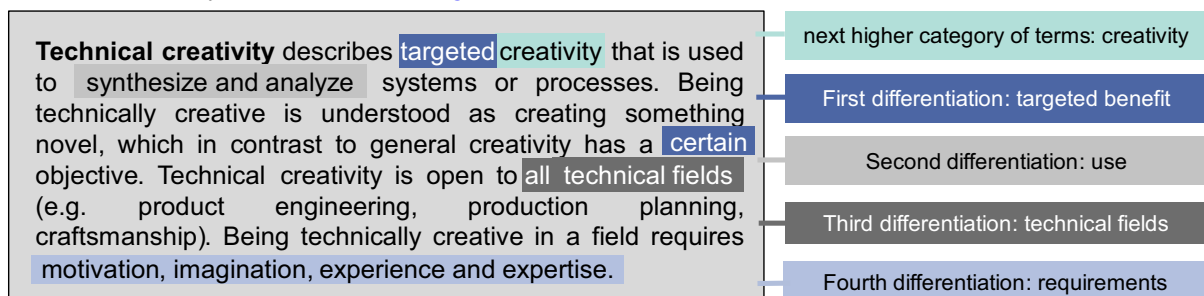 Technical creativity describes targeted creativity that is used
to synthesize and analyze systems or processes. Being
technically creative is understood as creating something
novel, which in contrast to general creativity has a certain
objective. Technical creativity is open to all technical fields
(e.g. product engineering, production planning,
craftsmanship). Being technically creative in a field requires
motivation, imagination, experience and expertise.
next higher category of terms: creativity
First differentiation: targeted benefit
Second differentiation: use
Third differentiation: technical fields
Fourth differentiation: requirements